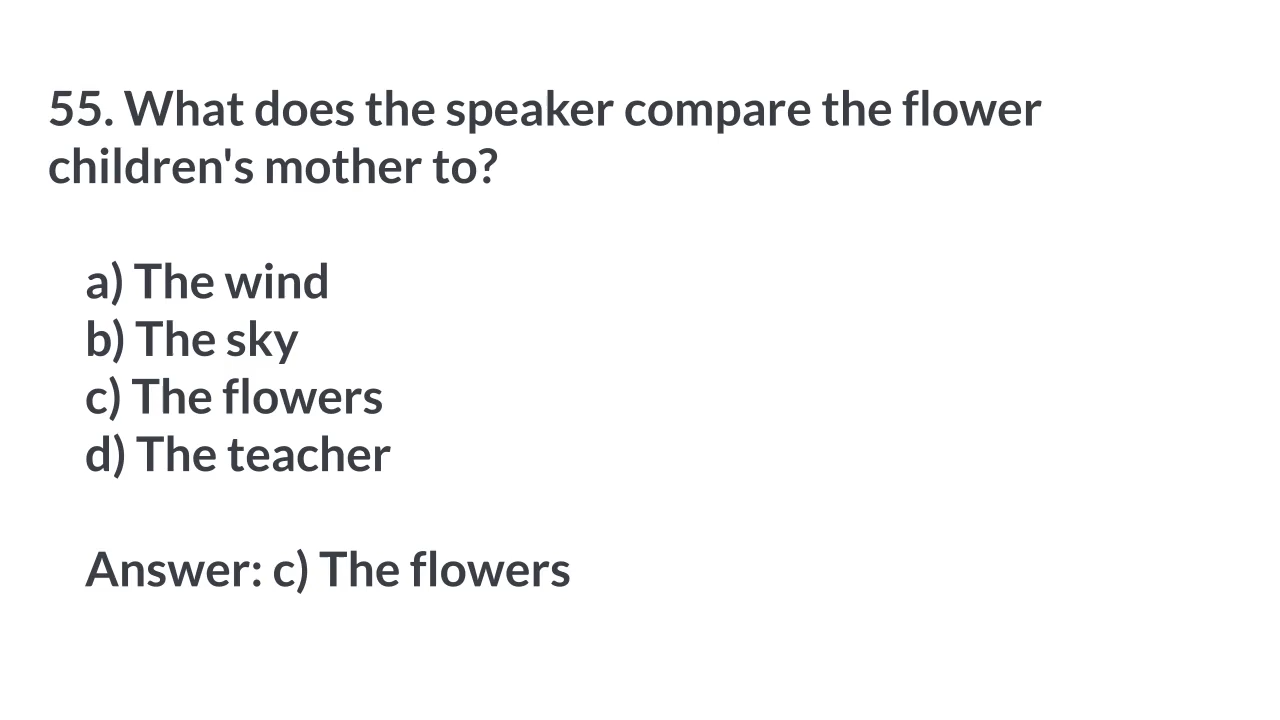 55. What does the speaker compare the flower
children's mother to?
a) The wind
b) The sky
c) The flowers
d) The teacher
Answer: c) The flowers